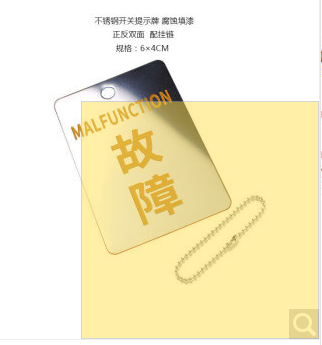 不锈钢开关提示牌 腐蚀填漆
正反双面 配挂链
规格：6×4CM
MALFUNCTION
故
障